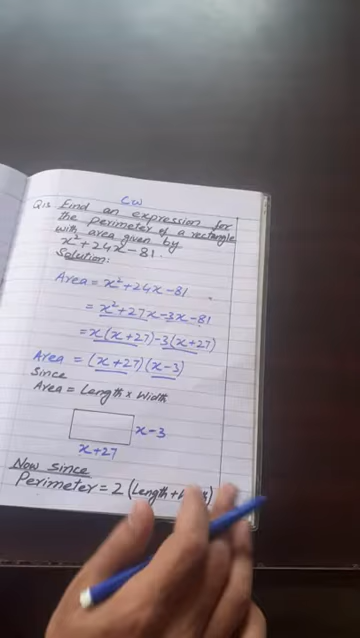 CW
Q13 Find an expression for
the perimeter of a rectangle
with area given by
x² + 24x - 81.
Solution:
Area = x² + 24x - 81
= x² + 27x - 3x - 81
= x(x+27) - 3(x+27)
Area = (x+27)(x-3)
Since
Area = Length x Width
x-3
x+27
Now since
Perimeter = 2 (Length +